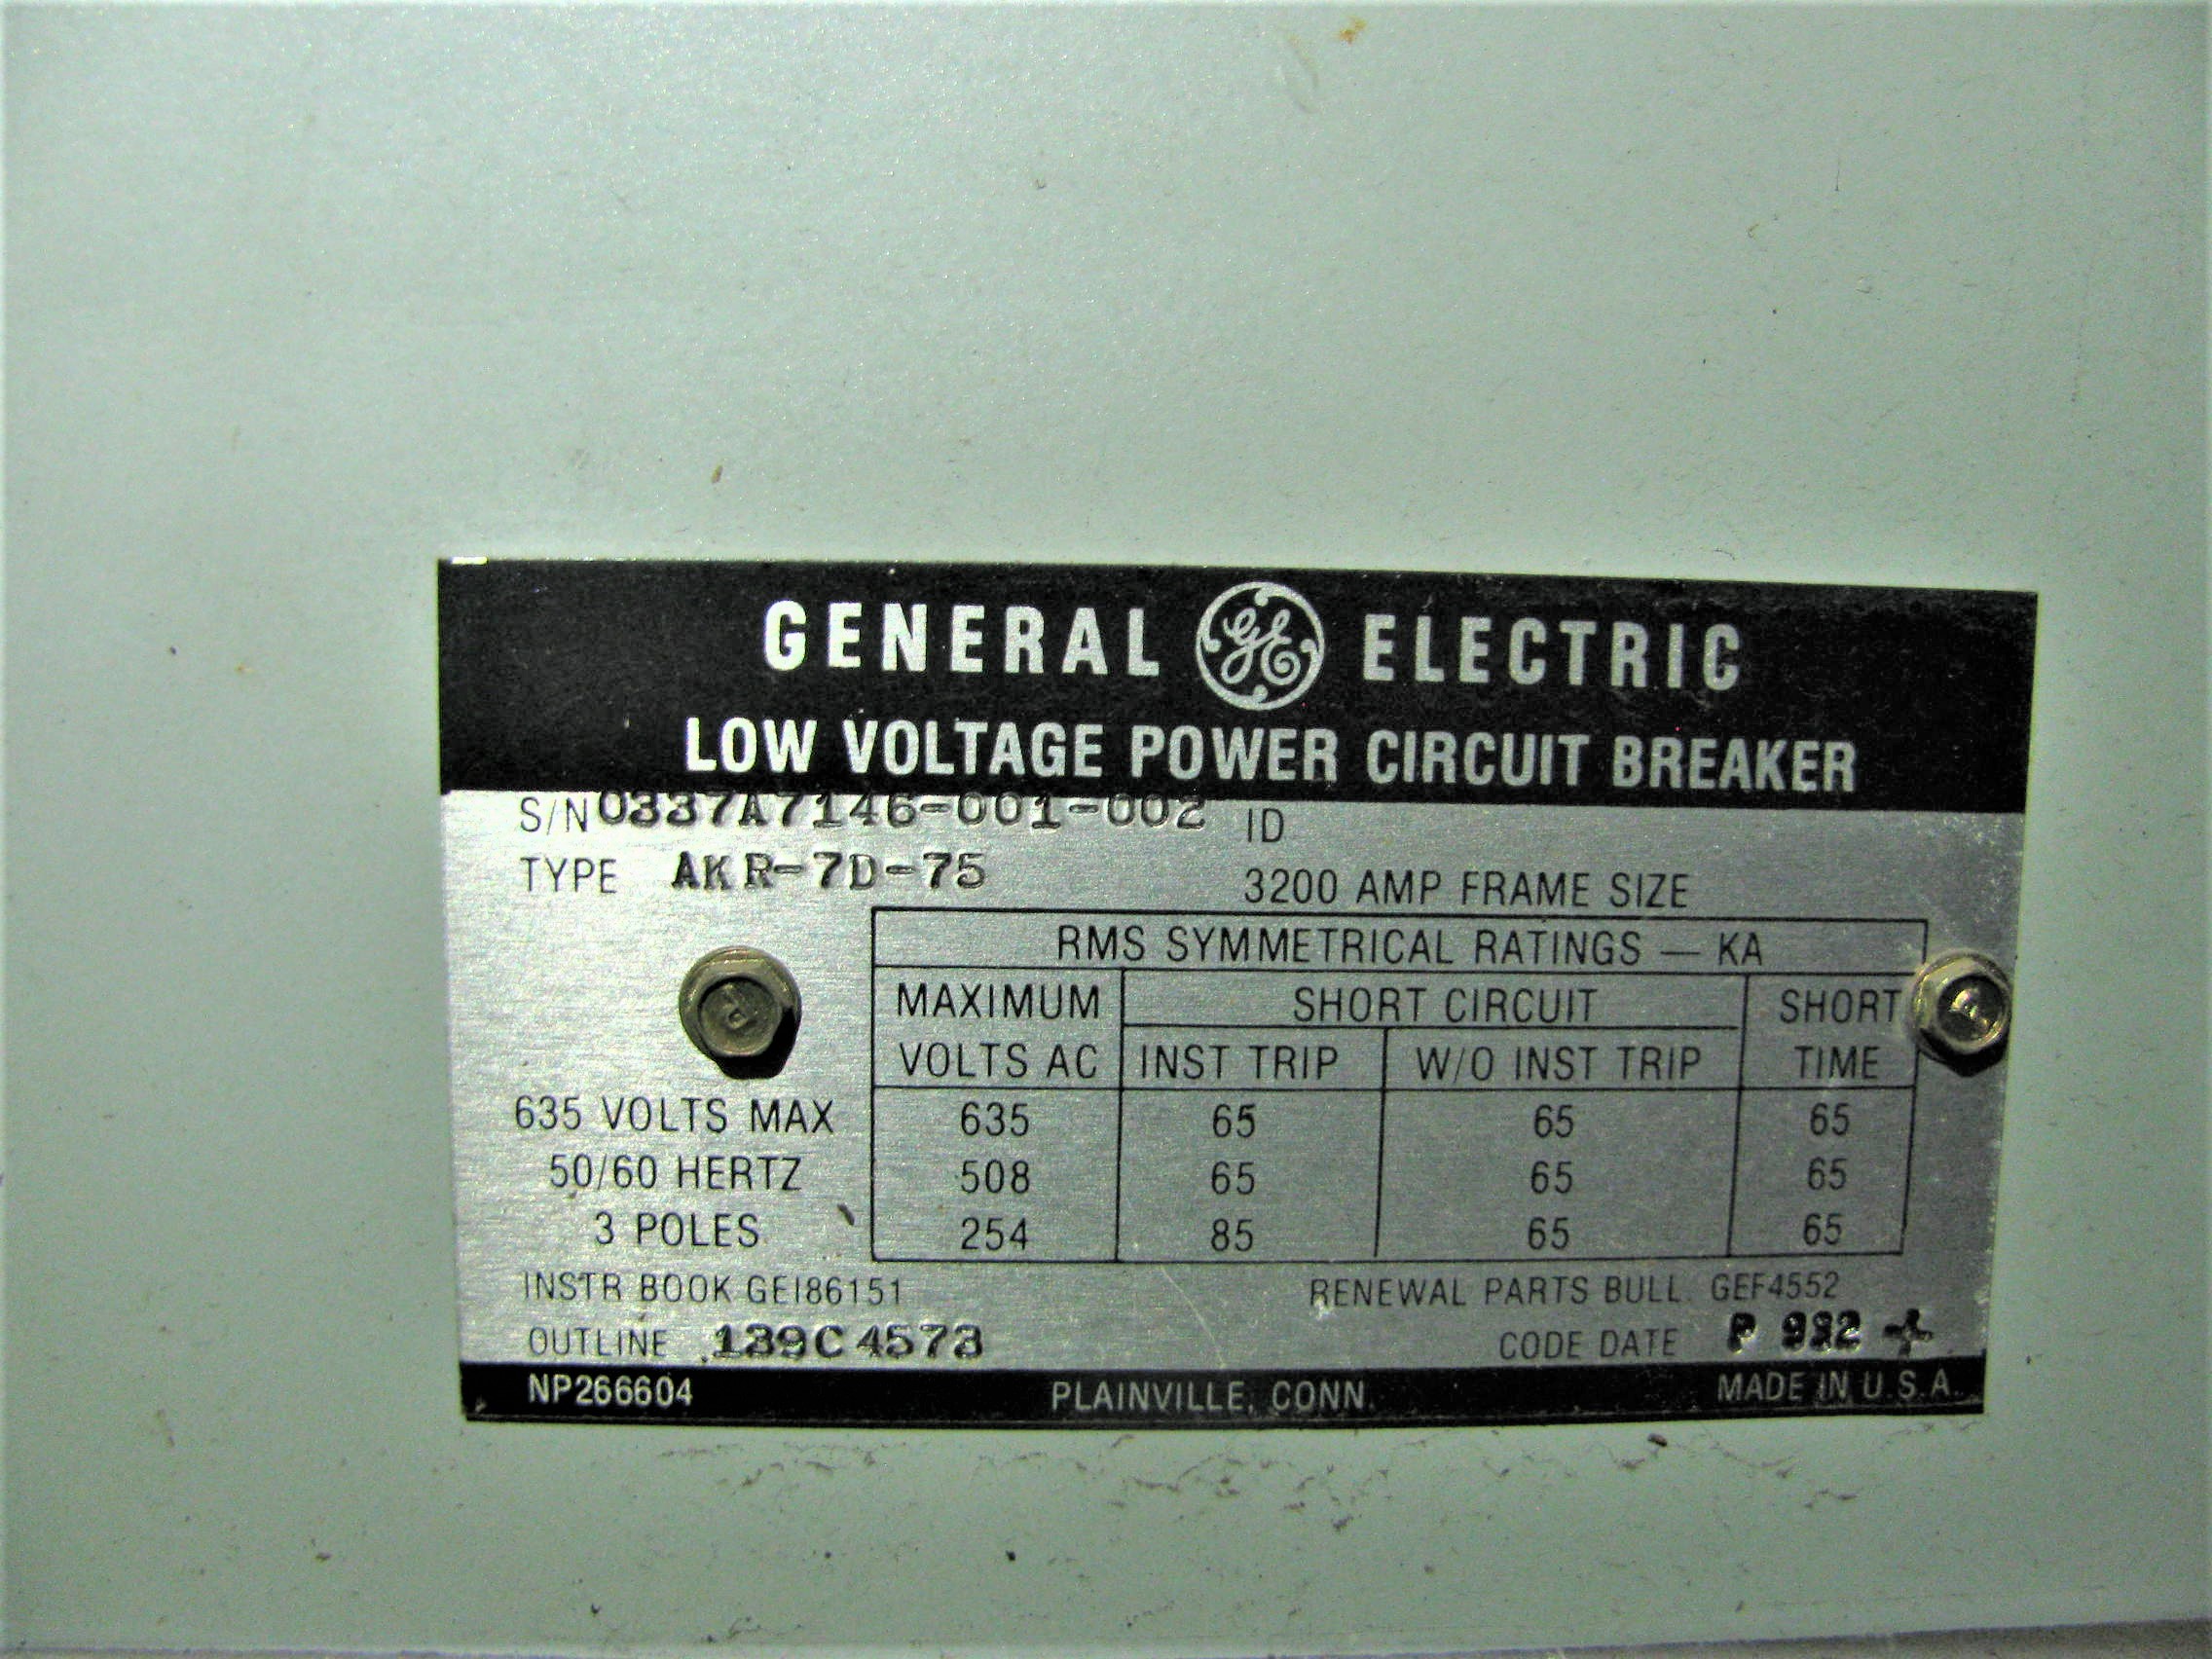 GENERAL GE ELECTRIC
LOW VOLTAGE POWER CIRCUIT BREAKER
S/N 0337A7146-001-002 ID
TYPE AKR-7D-75 3200 AMP FRAME SIZE
RMS SYMMETRICAL RATINGS — KA
MAXIMUM SHORT CIRCUIT SHORT
VOLTS AC INST TRIP W/O INST TRIP TIME
635 VOLTS MAX 635 65 65 65
50/60 HERTZ 508 65 65 65
3 POLES 254 85 65 65
INSTR BOOK GEI86151 RENEWAL PARTS BULL. GEF4552
OUTLINE 139C4573 CODE DATE P
NP266604 PLAINVILLE, CONN. MADE IN U.S.A.